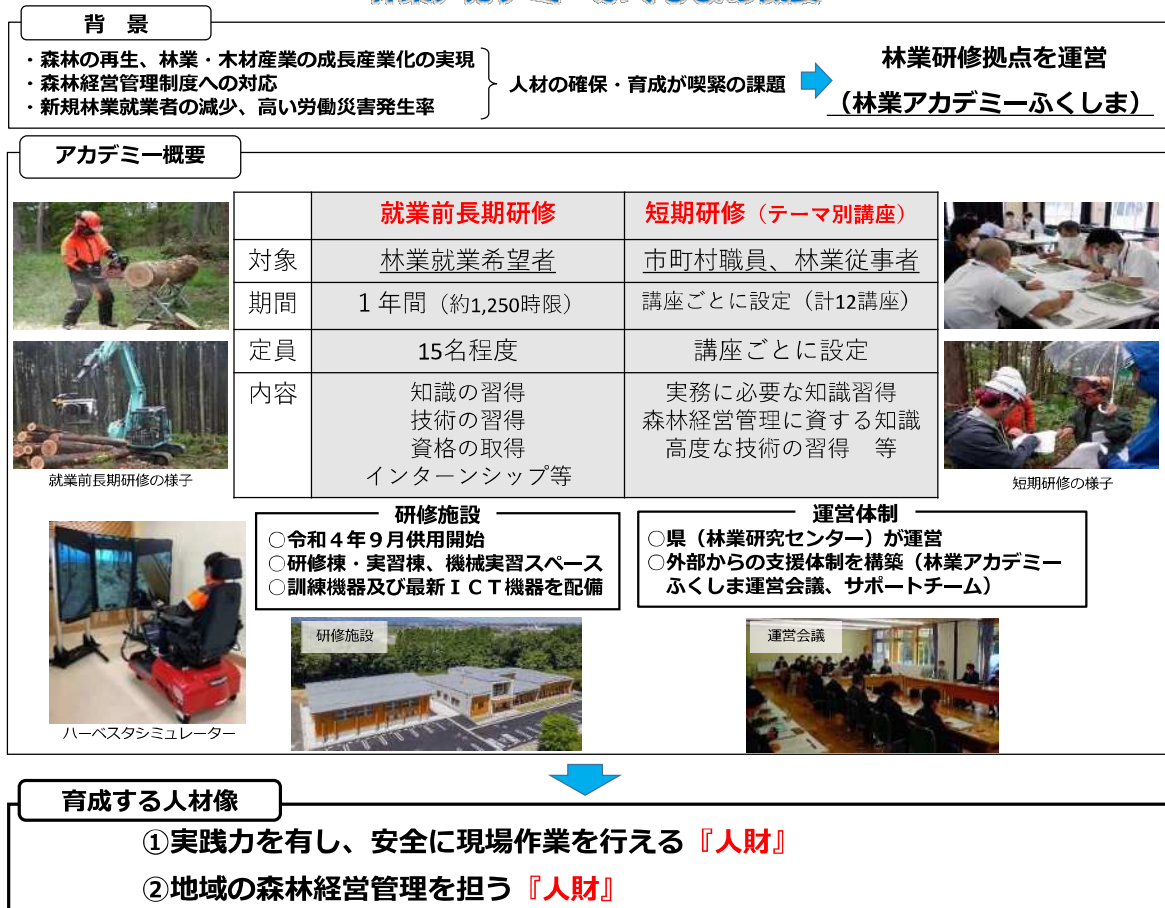 背 景
・森林の再生、林業・木材産業の成長産業化の実現
・森林経営管理制度への対応
・新規林業就業者の減少、高い労働災害発生率
人材の確保・育成が喫緊の課題
林業研修拠点を運営
（林業アカデミーふくしま）
アカデミー概要
就業前長期研修 短期研修（テーマ別講座）
対象 林業就業希望者 市町村職員、林業従事者
期間 １年間（約1,250時限） 講座ごとに設定（計12講座）
定員 15名程度 講座ごとに設定
内容 知識の習得 実務に必要な知識習得
技術の習得 森林経営管理に資する知識
資格の取得 高度な技術の習得　等
インターンシップ等
就業前長期研修の様子
短期研修の様子
研修施設
○令和４年９月供用開始
○研修棟・実習棟、機械実習スペース
○訓練機器及び最新ＩＣＴ機器を配備
運営体制
○県（林業研究センター）が運営
○外部からの支援体制を構築（林業アカデミー
ふくしま運営会議、サポートチーム）
研修施設
運営会議
ハーベスタシミュレーター
育成する人材像
①実践力を有し、安全に現場作業を行える『人財』
②地域の森林経営管理を担う『人財』